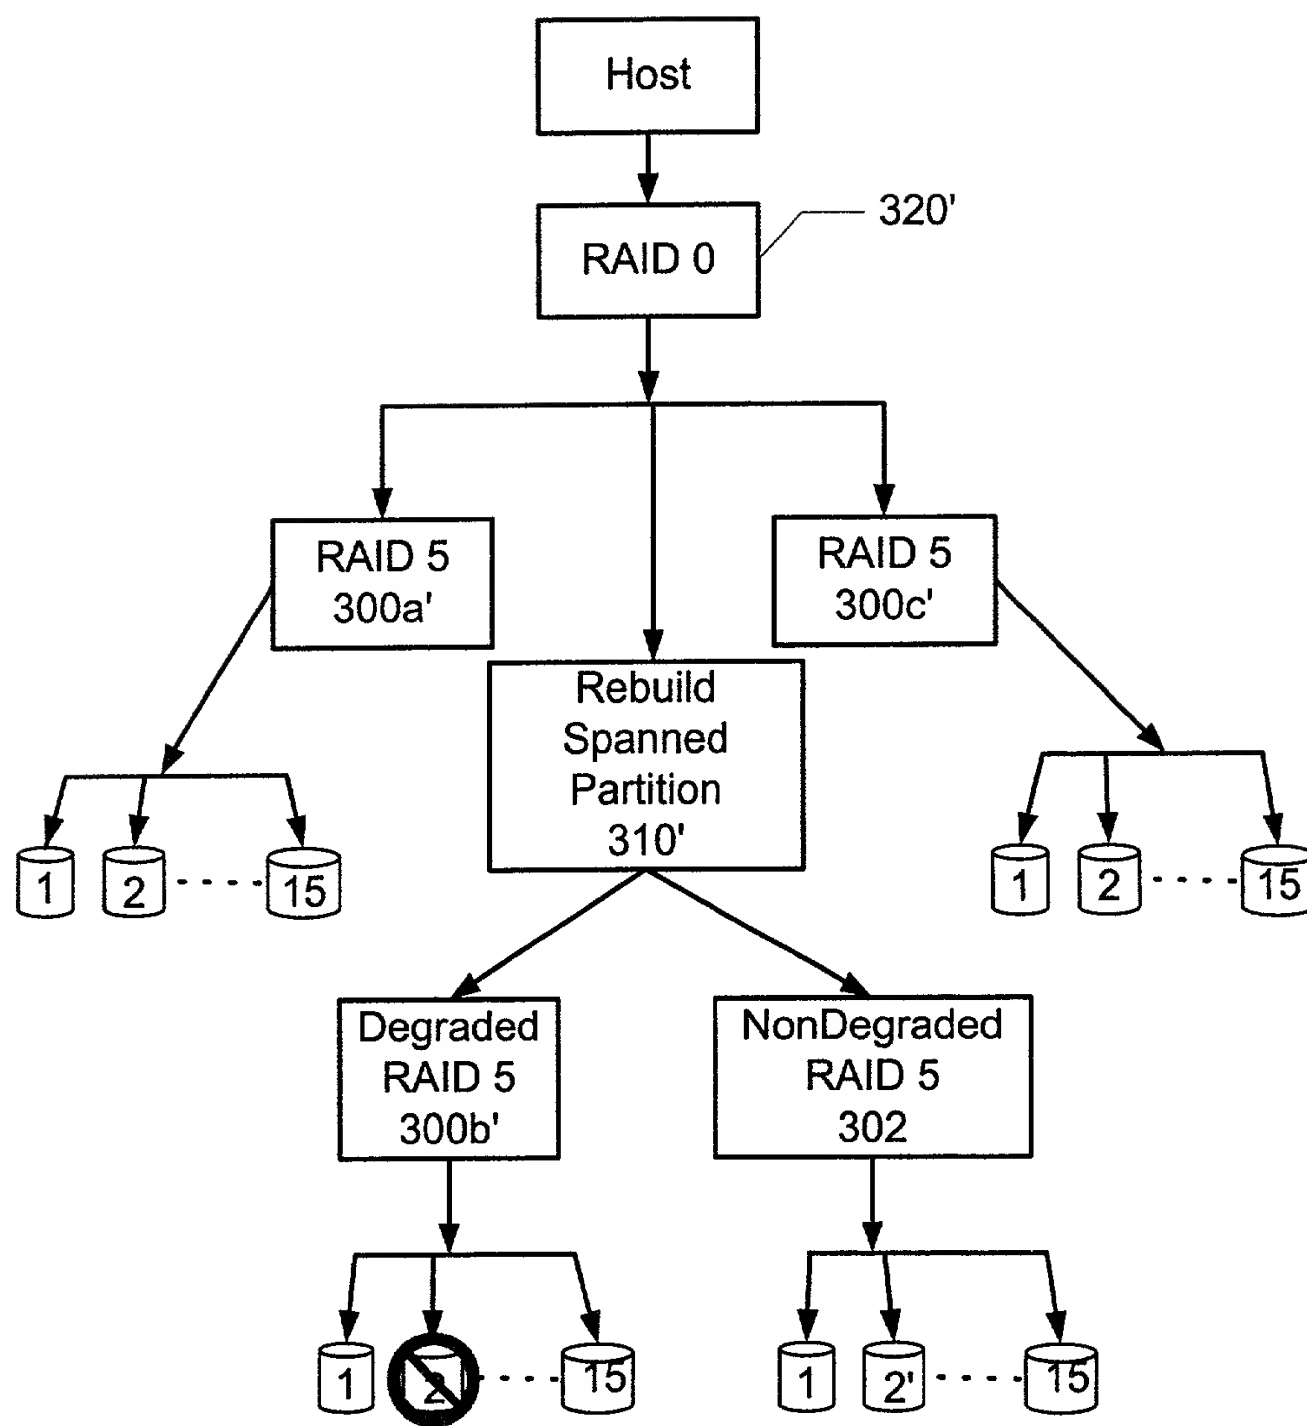 Host
RAID 0
320'
RAID 5
300a'
RAID 5
300c'
Rebuild
Spanned
Partition
310'
1 2 15
1 2 15
Degraded
RAID 5
300b'
NonDegraded
RAID 5
302
1 2 15
1 2' 15